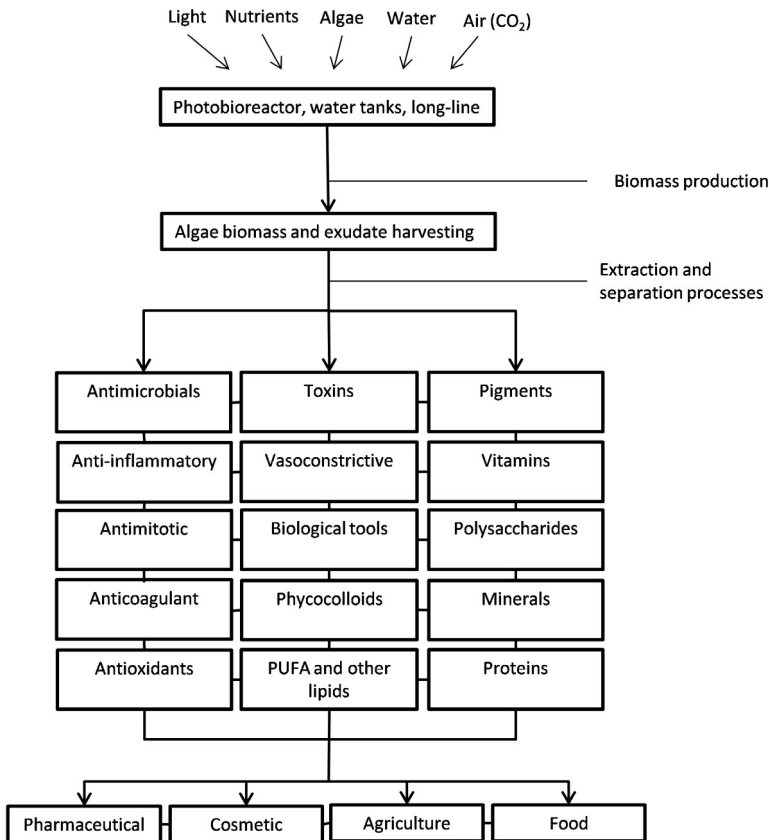 Light Nutrients Algae Water Air (CO₂)
Photobioreactor, water tanks, long-line
Biomass production
Algae biomass and exudate harvesting
Extraction and
separation processes
Antimicrobials Toxins Pigments
Anti-inflammatory Vasoconstrictive Vitamins
Antimitotic Biological tools Polysaccharides
Anticoagulant Phycocolloids Minerals
Antioxidants PUFA and other Proteins
lipids
Pharmaceutical Cosmetic Agriculture Food